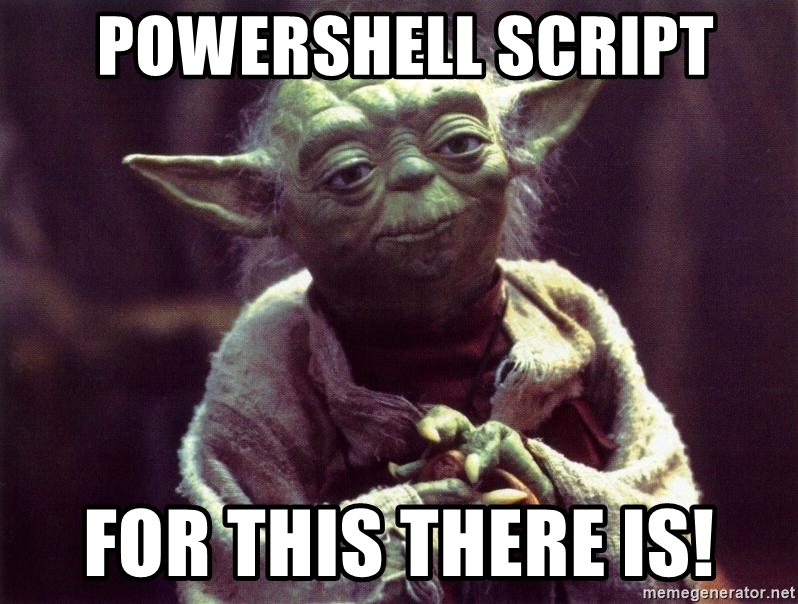 POWERSHELL SCRIPT
FOR THIS THERE IS!
memegenerator.net